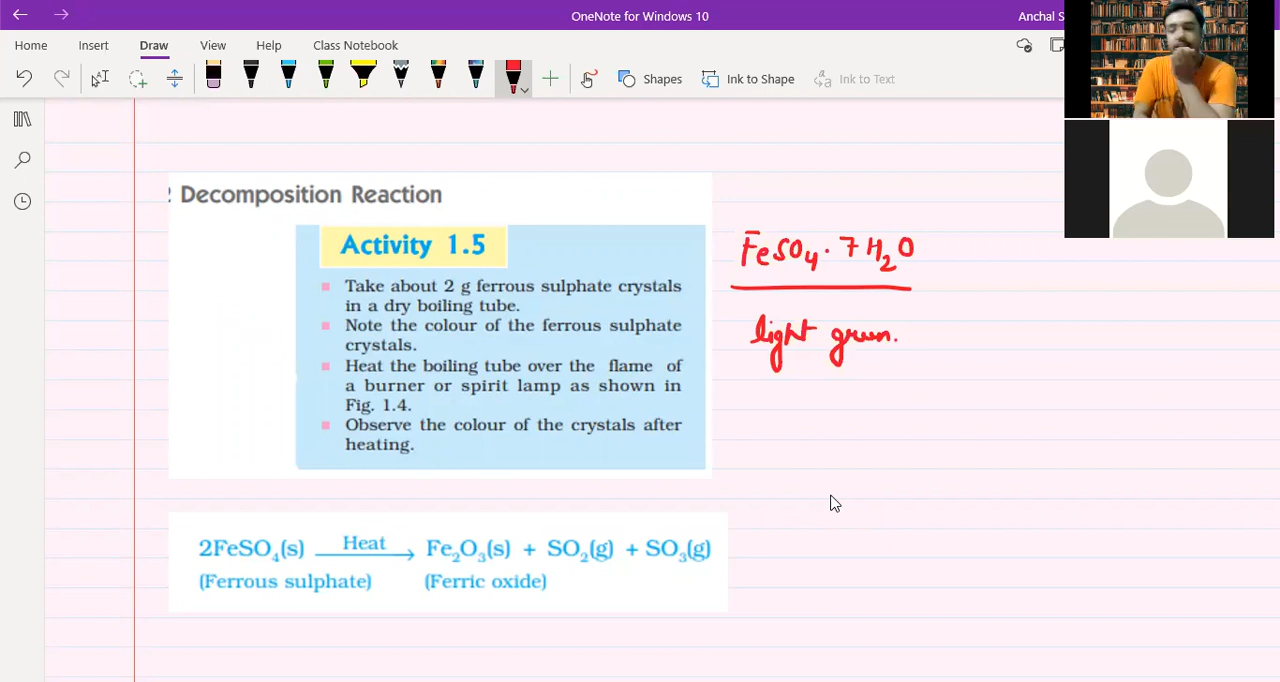 OneNote for Windows 10
Anchal S
Home Insert Draw View Help Class Notebook
Shapes Ink to Shape Ink to Text
2 Decomposition Reaction
Activity 1.5
Take about 2 g ferrous sulphate crystals
in a dry boiling tube.
Note the colour of the ferrous sulphate
crystals.
Heat the boiling tube over the flame of
a burner or spirit lamp as shown in
Fig. 1.4.
Observe the colour of the crystals after
heating.
FeSO₄·7H₂O
light green.
2FeSO₄(s) Heat → Fe₂O₃(s) + SO₂(g) + SO₃(g)
(Ferrous sulphate) (Ferric oxide)